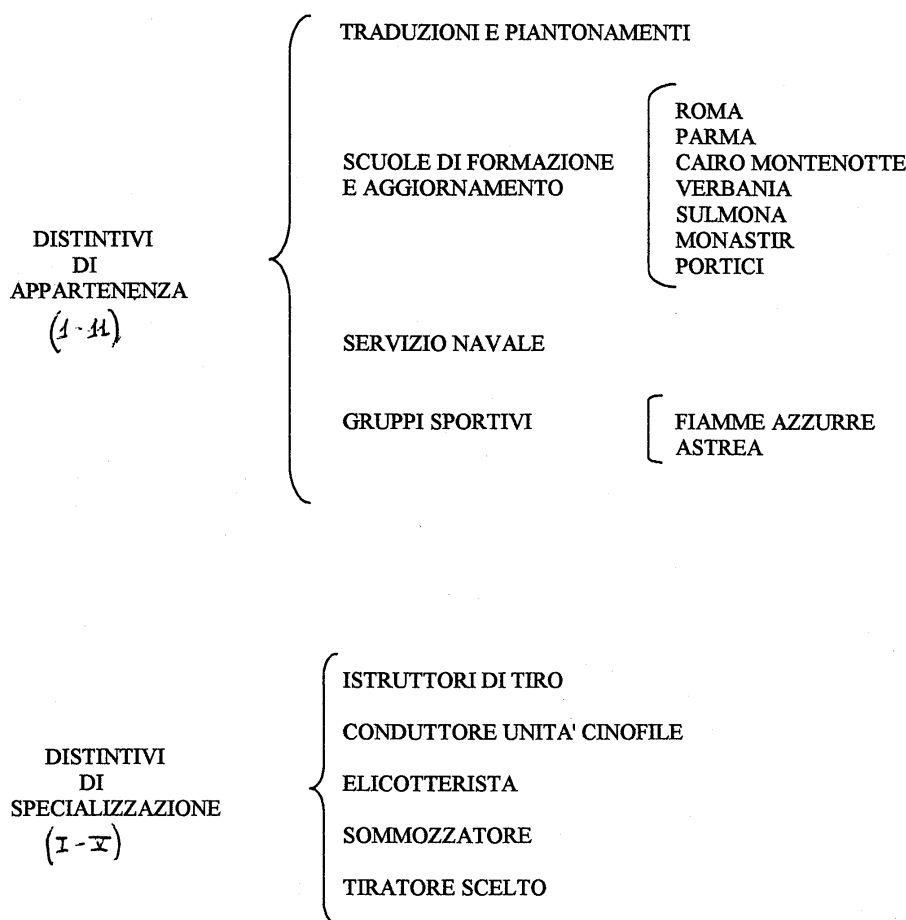 TRADUZIONI E PIANTONAMENTI
SCUOLE DI FORMAZIONE
E AGGIORNAMENTO
ROMA
PARMA
CAIRO MONTENOTTE
VERBANIA
SULMONA
MONASTIR
PORTICI
DISTINTIVI
DI
APPARTENENZA
(1-11)
SERVIZIO NAVALE
GRUPPI SPORTIVI
FIAMME AZZURRE
ASTREA
ISTRUTTORI DI TIRO
CONDUTTORE UNITA' CINOFILE
DISTINTIVI
DI
SPECIALIZZAZIONE
(I-V)
ELICOTTERISTA
SOMMOZZATORE
TIRATORE SCELTO